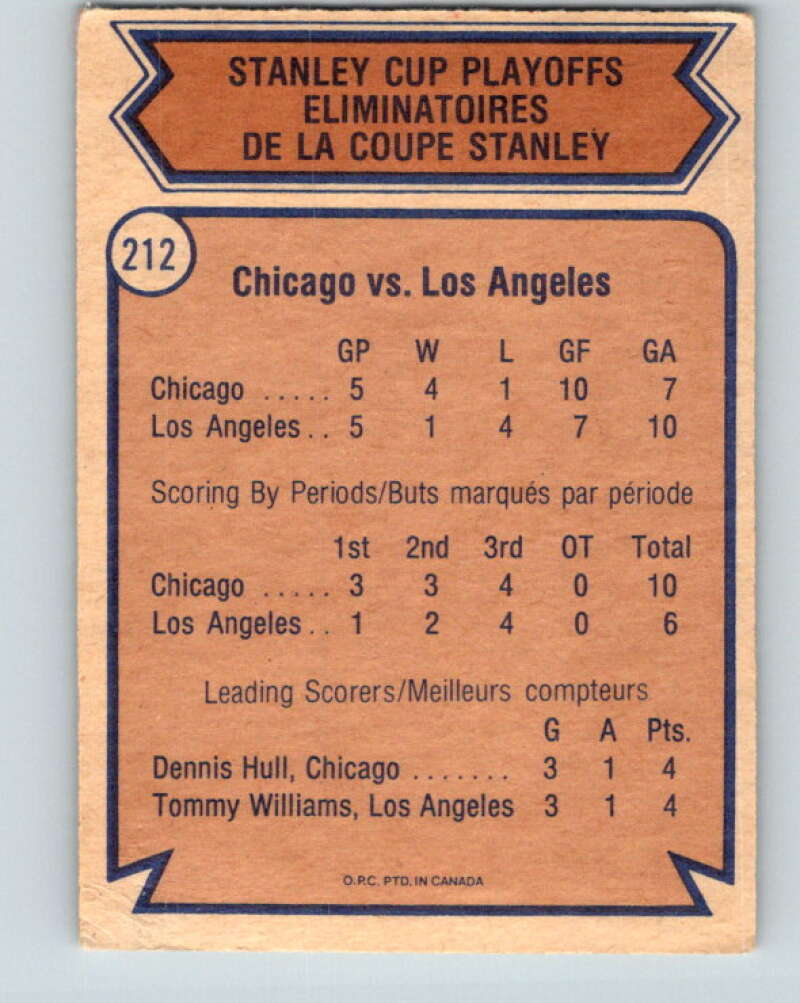 STANLEY CUP PLAYOFFS
ELIMINATOIRES
DE LA COUPE STANLEY
212
Chicago vs. Los Angeles
GP W L GF GA
Chicago ..... 5 4 1 10 7
Los Angeles.. 5 1 4 7 10
Scoring By Periods/Buts marqués par période
1st 2nd 3rd OT Total
Chicago ..... 3 3 4 0 10
Los Angeles.. 1 2 4 0 6
Leading Scorers/Meilleurs compteurs
G A Pts.
Dennis Hull, Chicago ....... 3 1 4
Tommy Williams, Los Angeles 3 1 4
O.P.C. PTD. IN CANADA